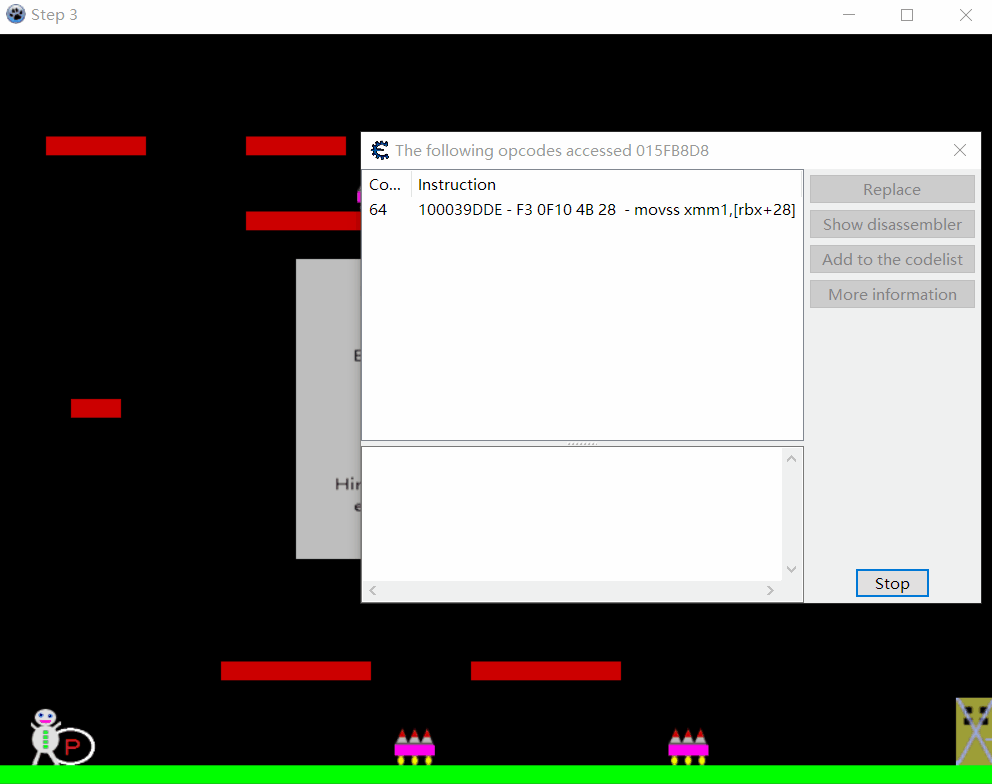 Step 3
The following opcodes accessed 015FB8D8
Co... Instruction
64 100039DDE - F3 0F10 4B 28 - movss xmm1,[rbx+28]
Replace
Show disassembler
Add to the codelist
More information
E
Hir
e
Stop
P